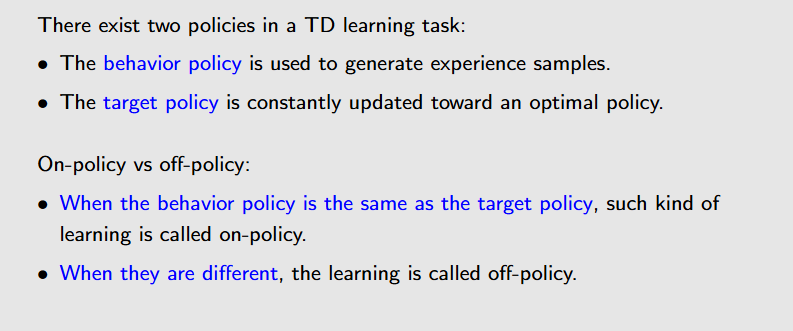 There exist two policies in a TD learning task:
• The behavior policy is used to generate experience samples.
• The target policy is constantly updated toward an optimal policy.
On-policy vs off-policy:
• When the behavior policy is the same as the target policy, such kind of
learning is called on-policy.
• When they are different, the learning is called off-policy.